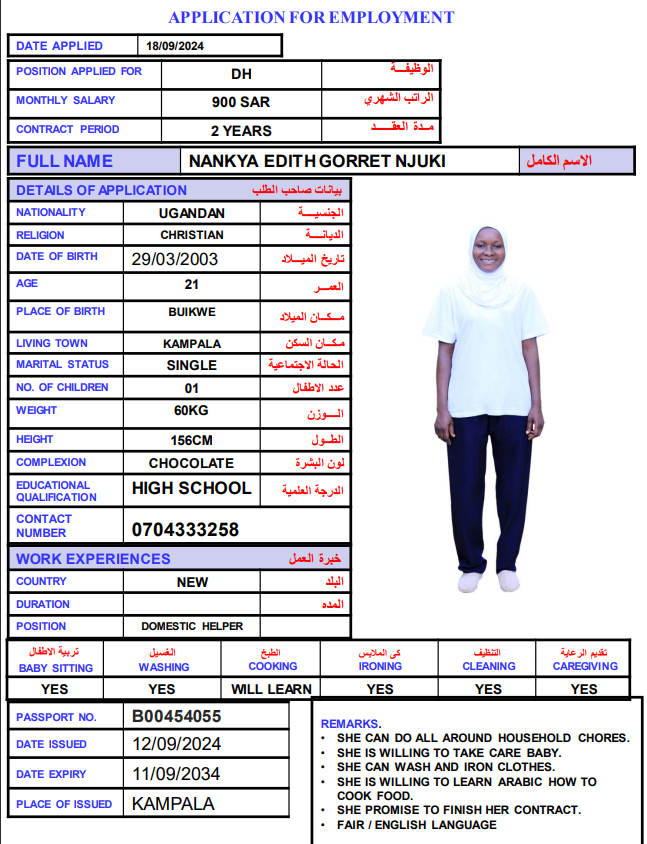 APPLICATION FOR EMPLOYMENT
DATE APPLIED 18/09/2024
POSITION APPLIED FOR DH الوظيفـــة
MONTHLY SALARY 900 SAR الراتب الشهري
CONTRACT PERIOD 2 YEARS مـدة العقـــد
FULL NAME NANKYA EDITH GORRET NJUKI الاسم الكامل
DETAILS OF APPLICATION بيانات صاحب الطلب
NATIONALITY UGANDAN الجنسيـــة
RELIGION CHRISTIAN الديانـــة
DATE OF BIRTH 29/03/2003 تاريخ الميـــلاد
AGE 21 العمـــر
PLACE OF BIRTH BUIKWE مـكـان الميلاد
LIVING TOWN KAMPALA مـكـان السكن
MARITAL STATUS SINGLE الحالة الاجتماعية
NO. OF CHILDREN 01 عدد الاطفال
WEIGHT 60KG الـــوزن
HEIGHT 156CM الطـول
COMPLEXION CHOCOLATE لون البشرة
EDUCATIONAL QUALIFICATION HIGH SCHOOL الدرجة العلمية
CONTACT NUMBER 0704333258
WORK EXPERIENCES خبرة العمل
COUNTRY NEW البلد
DURATION المده
POSITION DOMESTIC HELPER
تربية الاطفال الغسيل الطبخ كى الملابس التنظيف تقديم الرعاية
BABY SITTING WASHING COOKING IRONING CLEANING CAREGIVING
YES YES WILL LEARN YES YES YES
PASSPORT NO. B00454055
DATE ISSUED 12/09/2024
DATE EXPIRY 11/09/2034
PLACE OF ISSUED KAMPALA
REMARKS.
• SHE CAN DO ALL AROUND HOUSEHOLD CHORES.
• SHE IS WILLING TO TAKE CARE BABY.
• SHE CAN WASH AND IRON CLOTHES.
• SHE IS WILLING TO LEARN ARABIC HOW TO
COOK FOOD.
• SHE PROMISE TO FINISH HER CONTRACT.
• FAIR / ENGLISH LANGUAGE